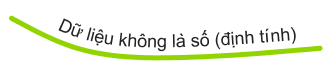 Dữ liệu không là số (định tính)